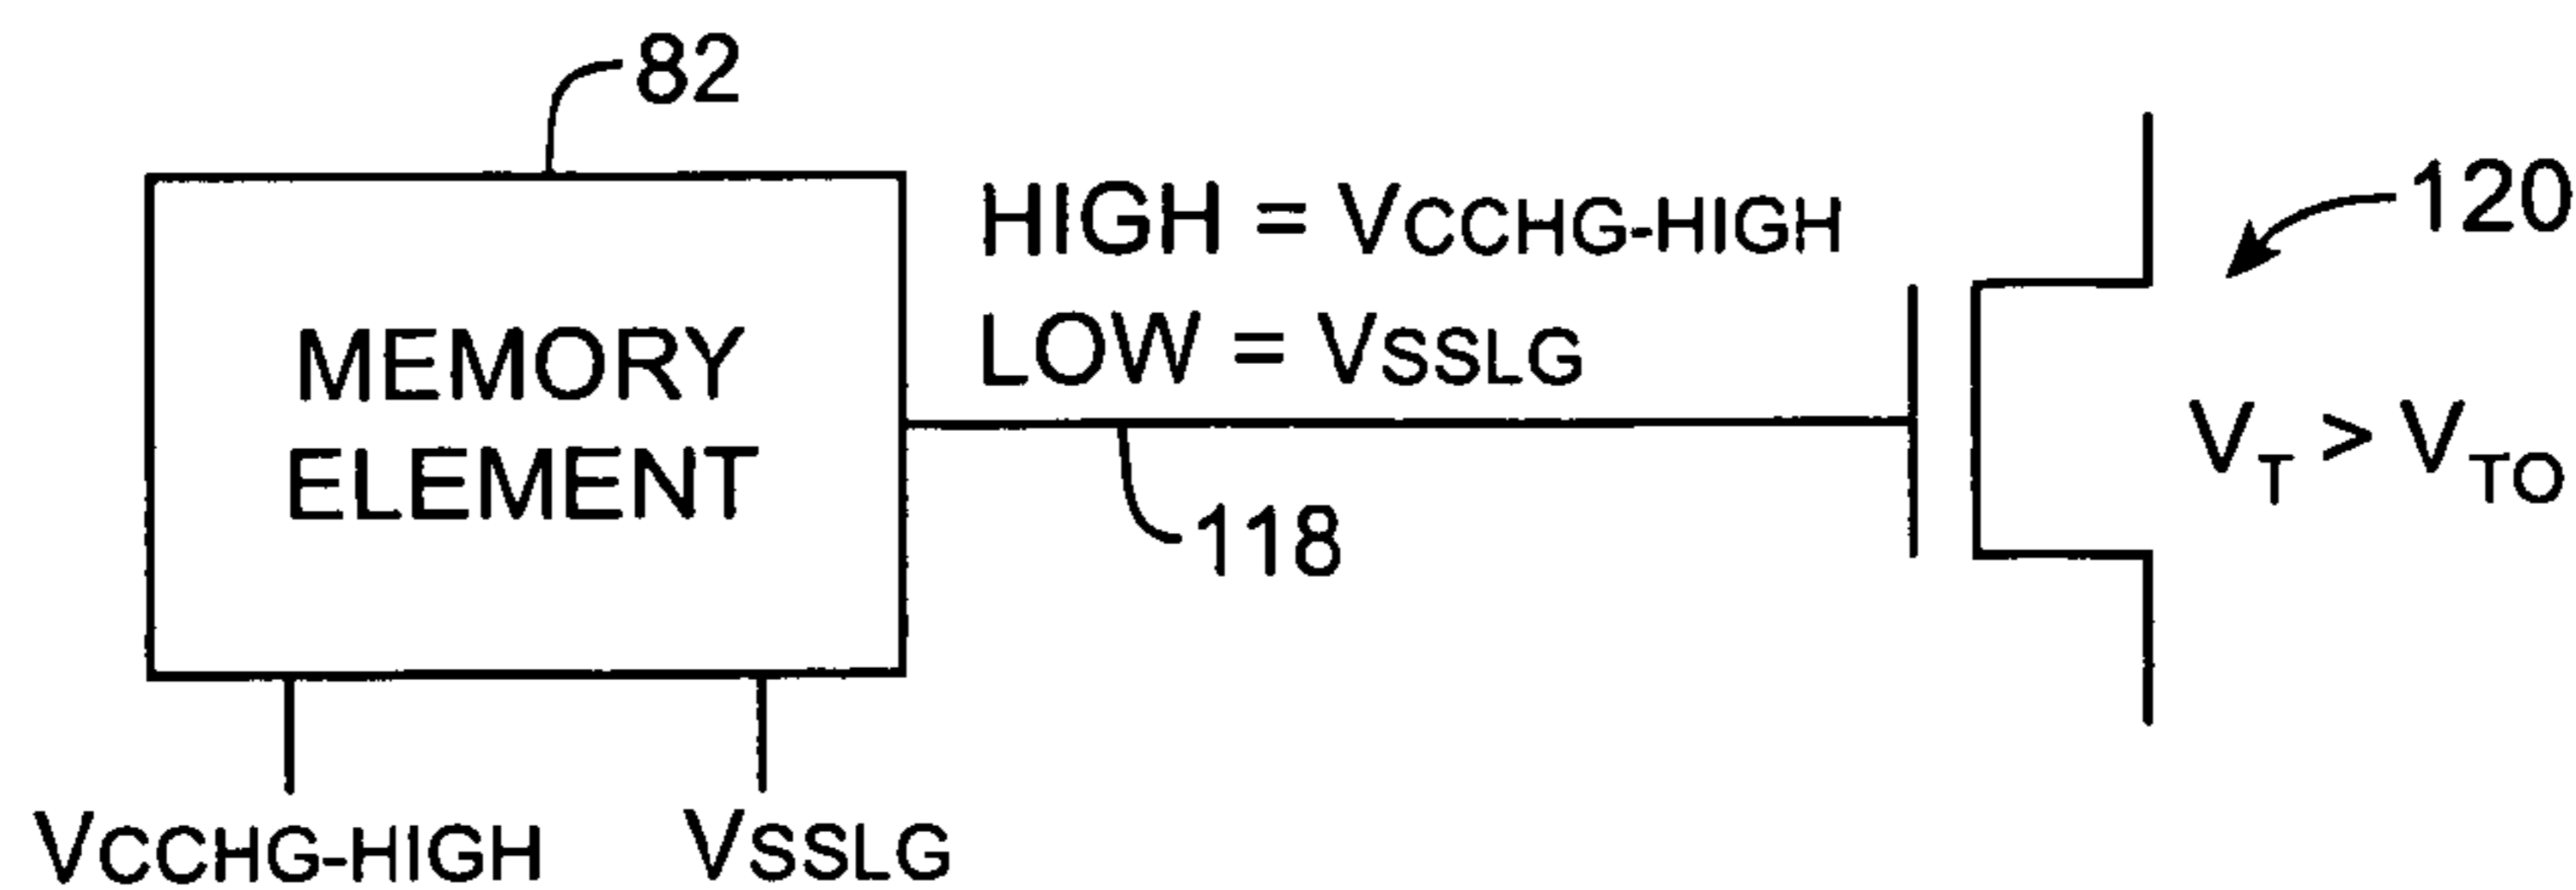 82
HIGH = VCCHG-HIGH
120
LOW = VSSLG
MEMORY
ELEMENT
VT > VTO
118
VCCHG-HIGH
VSSLG